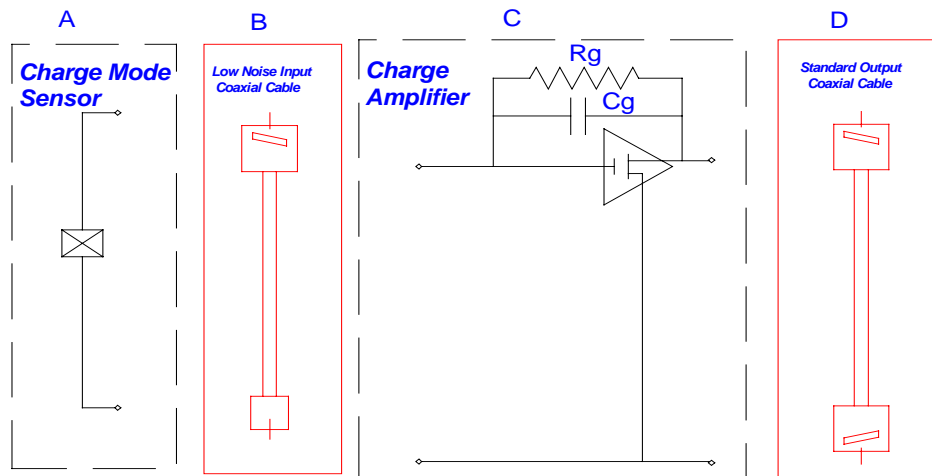 A
B
C
D
Charge Mode
Sensor
Low Noise Input
Coaxial Cable
Charge
Amplifier
Rg
Cg
Standard Output
Coaxial Cable